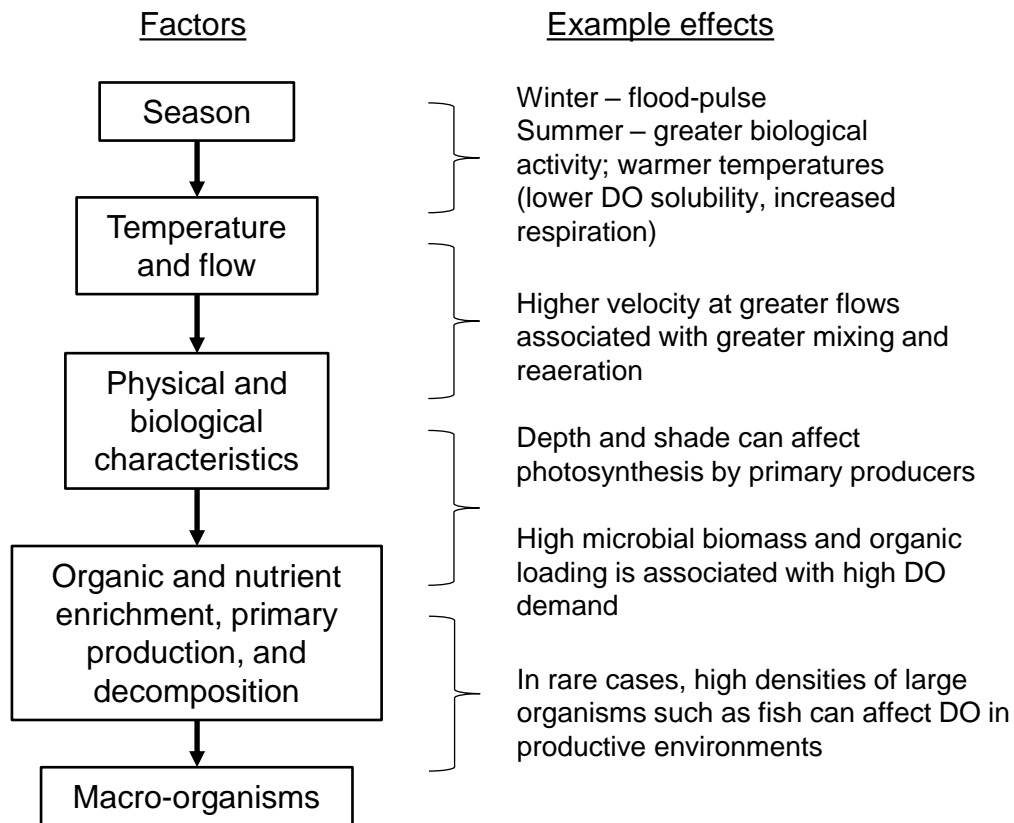 Factors
Example effects
Season
Winter – flood-pulse
Summer – greater biological
activity; warmer temperatures
(lower DO solubility, increased
respiration)
Temperature
and flow
Higher velocity at greater flows
associated with greater mixing and
reaeration
Physical and
biological
characteristics
Depth and shade can affect
photosynthesis by primary producers
High microbial biomass and organic
loading is associated with high DO
demand
Organic and nutrient
enrichment, primary
production, and
decomposition
In rare cases, high densities of large
organisms such as fish can affect DO in
productive environments
Macro-organisms